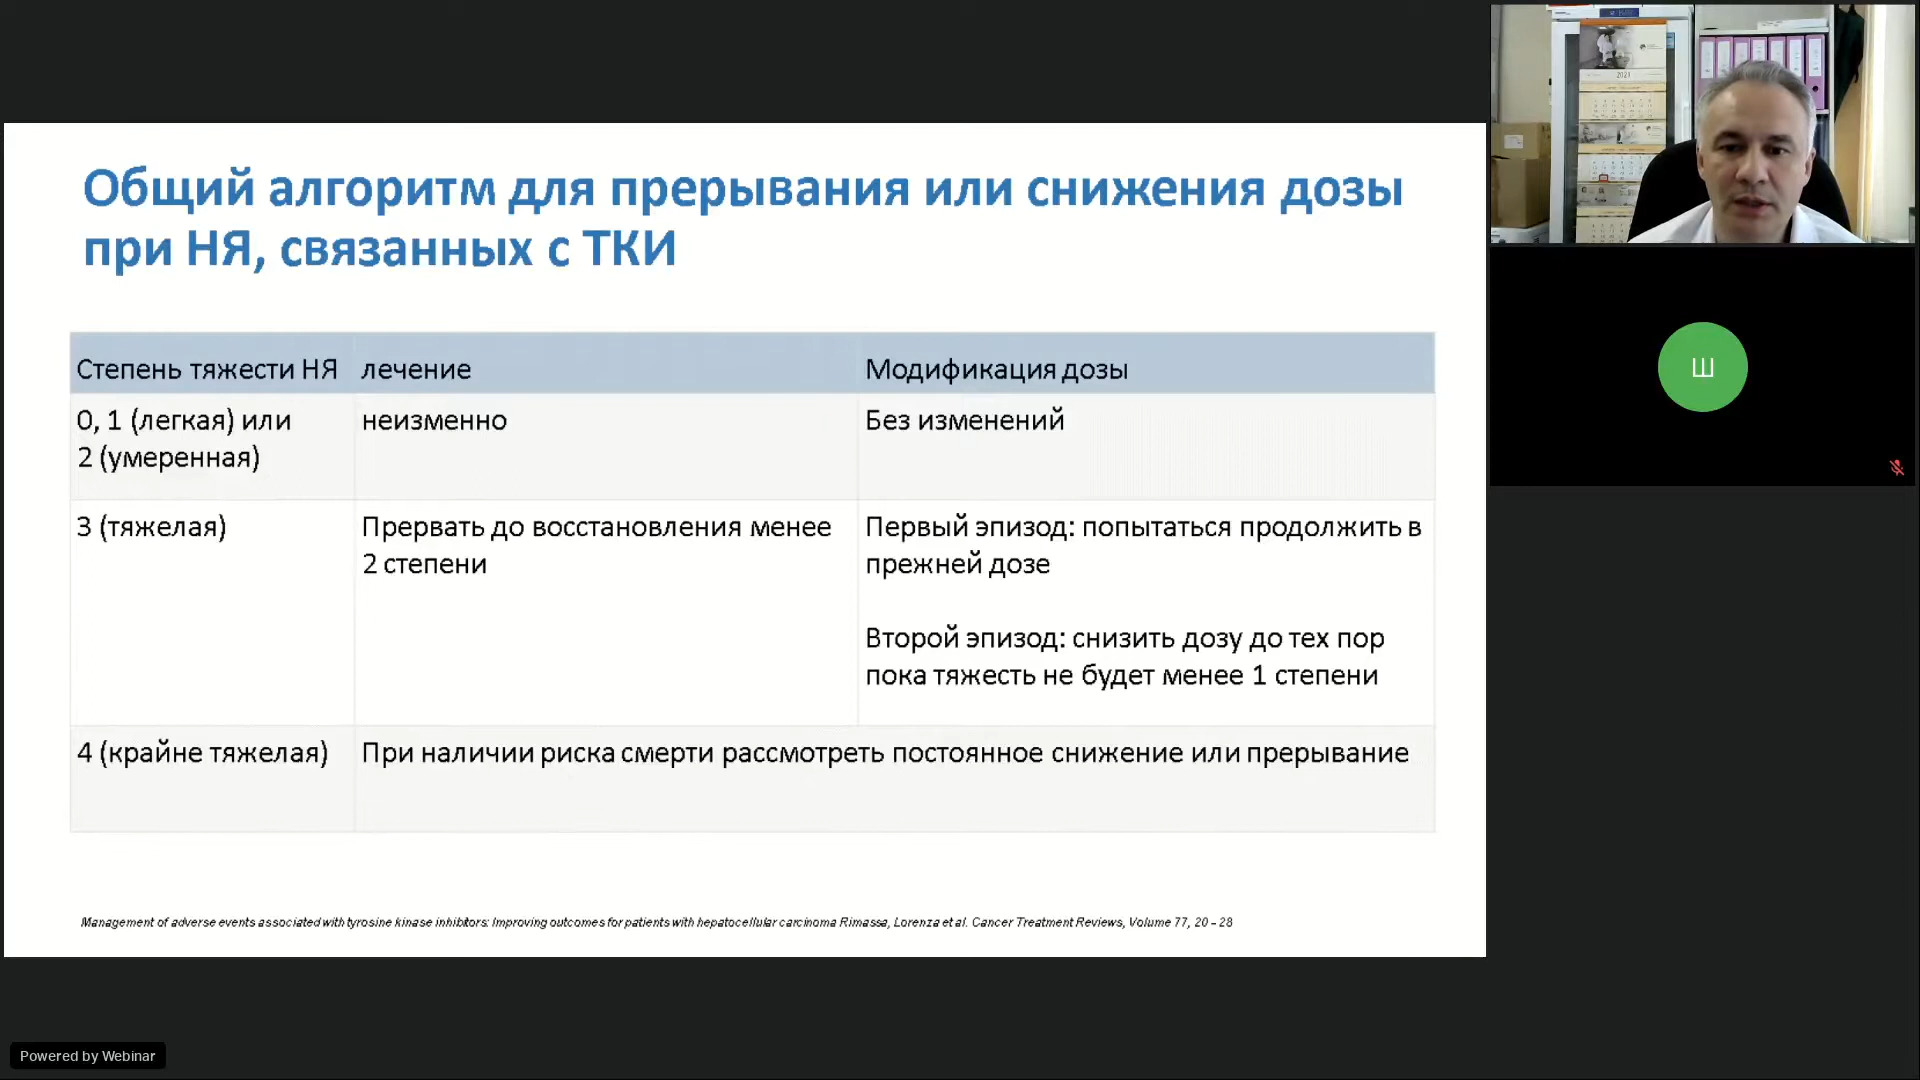 Общий алгоритм для прерывания или снижения дозы
при НЯ, связанных с ТКИ
Степень тяжести НЯ
лечение
Модификация дозы
0, 1 (легкая) или
2 (умеренная)
неизменно
Без изменений
3 (тяжелая)
Прервать до восстановления менее
2 степени
Первый эпизод: попытаться продолжить в
прежней дозе
Второй эпизод: снизить дозу до тех пор
пока тяжесть не будет менее 1 степени
4 (крайне тяжелая)
При наличии риска смерти рассмотреть постоянное снижение или прерывание
Management of adverse events associated with tyrosine kinase inhibitors: Improving outcomes for patients with hepatocellular carcinoma Rimassa, Lorenza et al. Cancer Treatment Reviews, Volume 77, 20 - 28
2021
Ш
Powered by Webinar